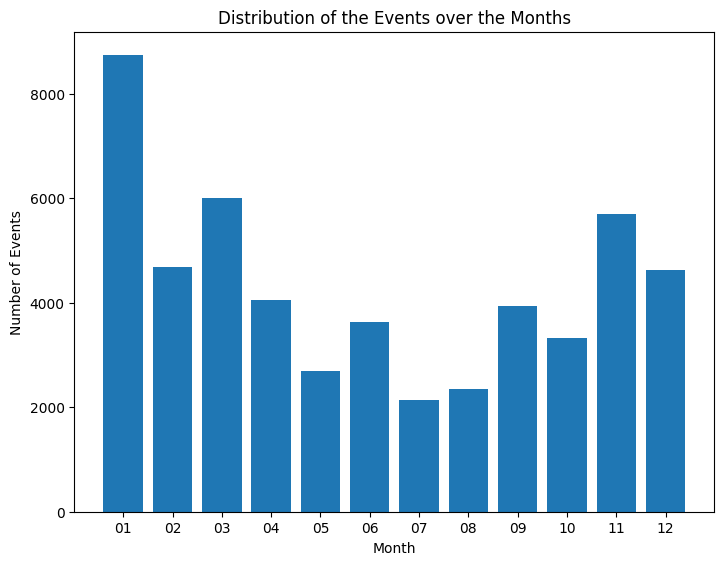 Distribution of the Events over the Months
Number of Events
8000
6000
4000
2000
0
01 02 03 04 05 06 07 08 09 10 11 12
Month